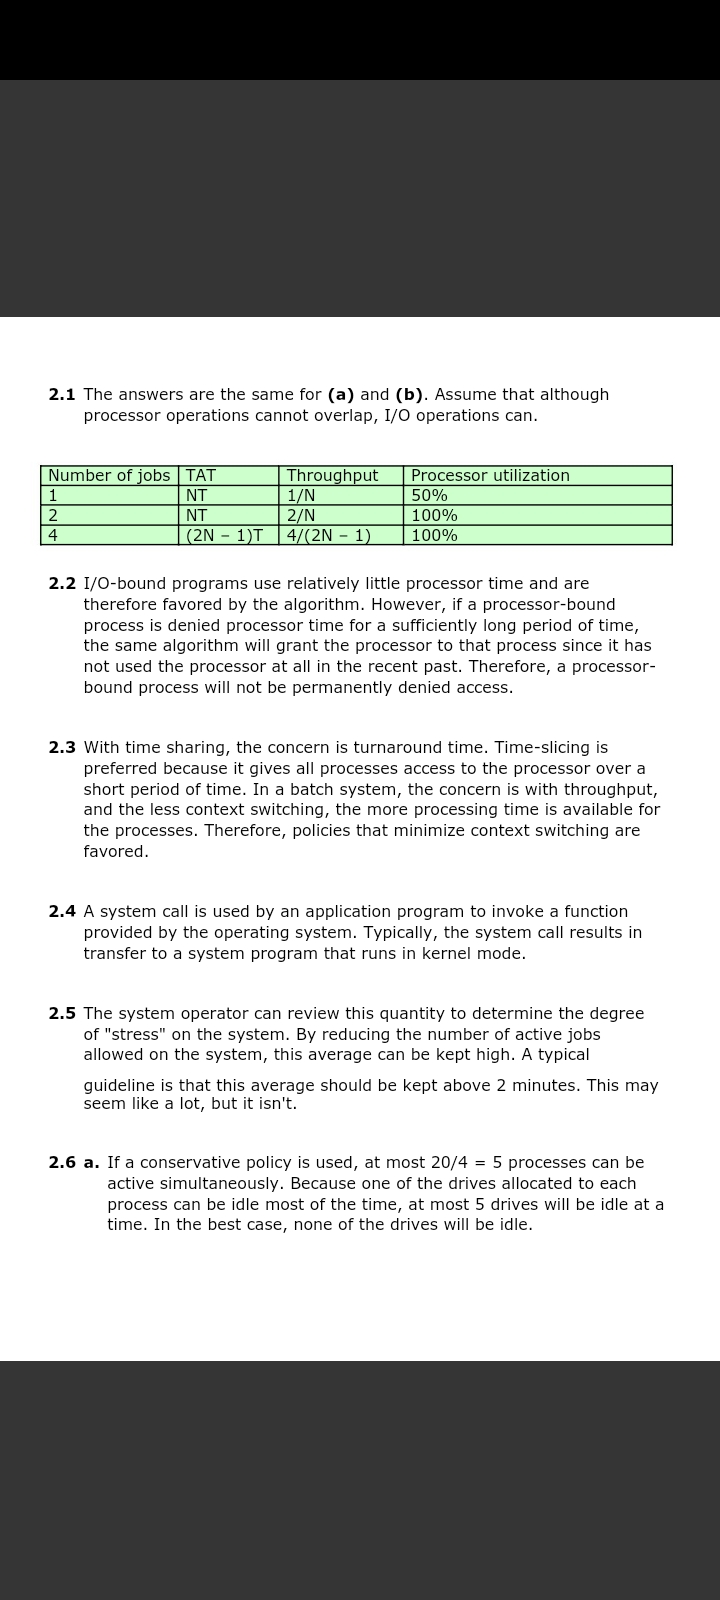 2.1 The answers are the same for (a) and (b). Assume that although
processor operations cannot overlap, I/O operations can.
Number of jobs TAT Throughput Processor utilization
1 NT 1/N 50%
2 NT 2/N 100%
4 (2N – 1)T 4/(2N – 1) 100%
2.2 I/O-bound programs use relatively little processor time and are
therefore favored by the algorithm. However, if a processor-bound
process is denied processor time for a sufficiently long period of time,
the same algorithm will grant the processor to that process since it has
not used the processor at all in the recent past. Therefore, a processor-
bound process will not be permanently denied access.
2.3 With time sharing, the concern is turnaround time. Time-slicing is
preferred because it gives all processes access to the processor over a
short period of time. In a batch system, the concern is with throughput,
and the less context switching, the more processing time is available for
the processes. Therefore, policies that minimize context switching are
favored.
2.4 A system call is used by an application program to invoke a function
provided by the operating system. Typically, the system call results in
transfer to a system program that runs in kernel mode.
2.5 The system operator can review this quantity to determine the degree
of "stress" on the system. By reducing the number of active jobs
allowed on the system, this average can be kept high. A typical
guideline is that this average should be kept above 2 minutes. This may
seem like a lot, but it isn't.
2.6 a. If a conservative policy is used, at most 20/4 = 5 processes can be
active simultaneously. Because one of the drives allocated to each
process can be idle most of the time, at most 5 drives will be idle at a
time. In the best case, none of the drives will be idle.